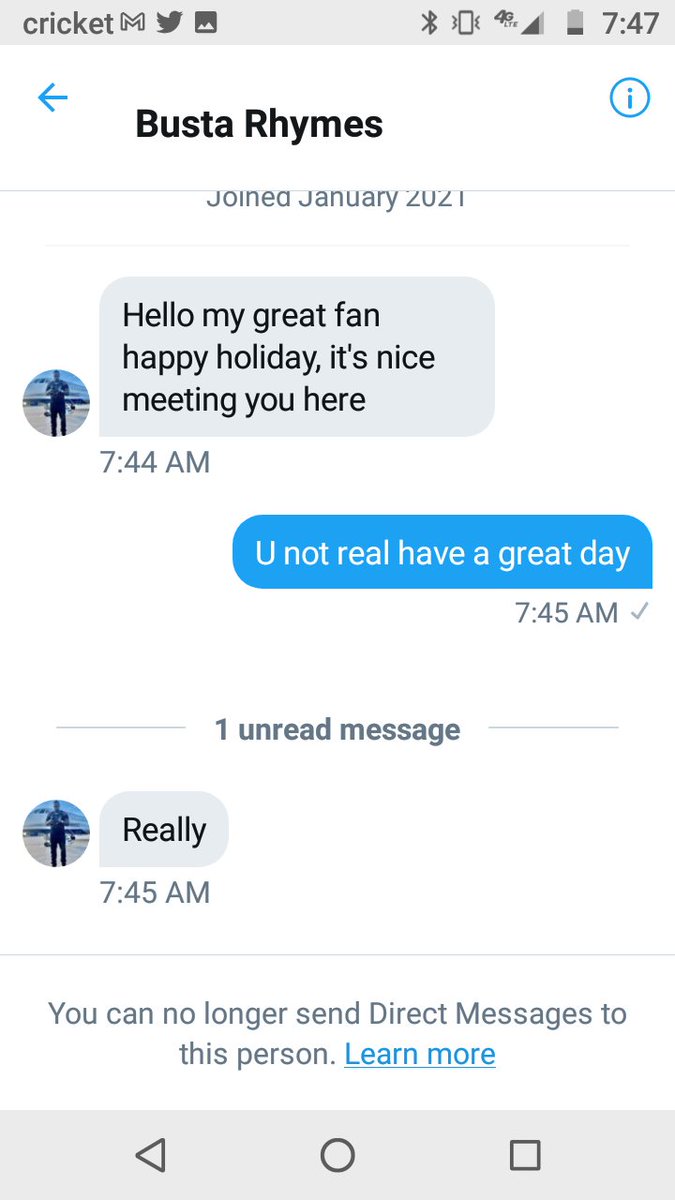 cricket 4G LTE 7:47
Busta Rhymes
Joined January 2021
Hello my great fan
happy holiday, it's nice
meeting you here
7:44 AM
U not real have a great day
7:45 AM
1 unread message
Really
7:45 AM
You can no longer send Direct Messages to
this person. Learn more